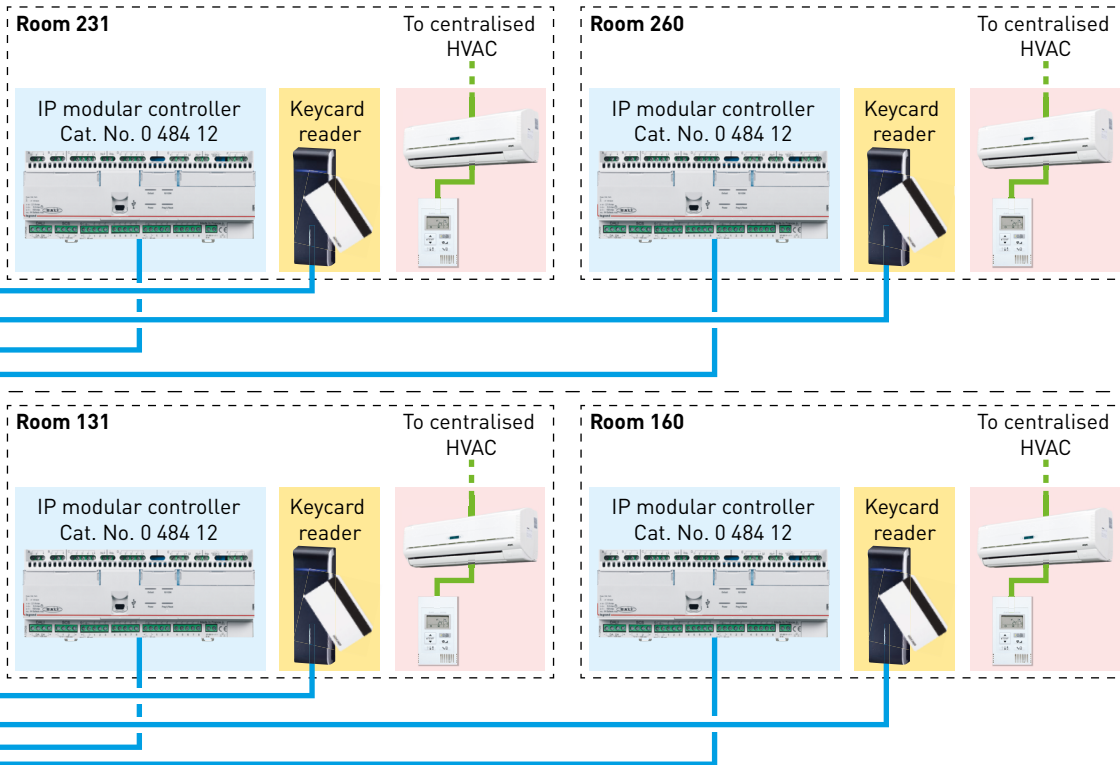 Room 231
To centralised
HVAC
IP modular controller
Cat. No. 0 484 12
Keycard
reader
Room 260
To centralised
HVAC
IP modular controller
Cat. No. 0 484 12
Keycard
reader
Room 131
To centralised
HVAC
IP modular controller
Cat. No. 0 484 12
Keycard
reader
Room 160
To centralised
HVAC
IP modular controller
Cat. No. 0 484 12
Keycard
reader